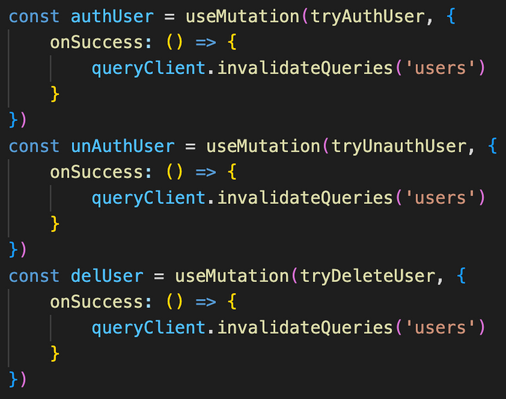 const authUser = useMutation(tryAuthUser, {
    onSuccess: () => {
        queryClient.invalidateQueries('users')
    }
})
const unAuthUser = useMutation(tryUnauthUser, {
    onSuccess: () => {
        queryClient.invalidateQueries('users')
    }
})
const delUser = useMutation(tryDeleteUser, {
    onSuccess: () => {
        queryClient.invalidateQueries('users')
    }
})